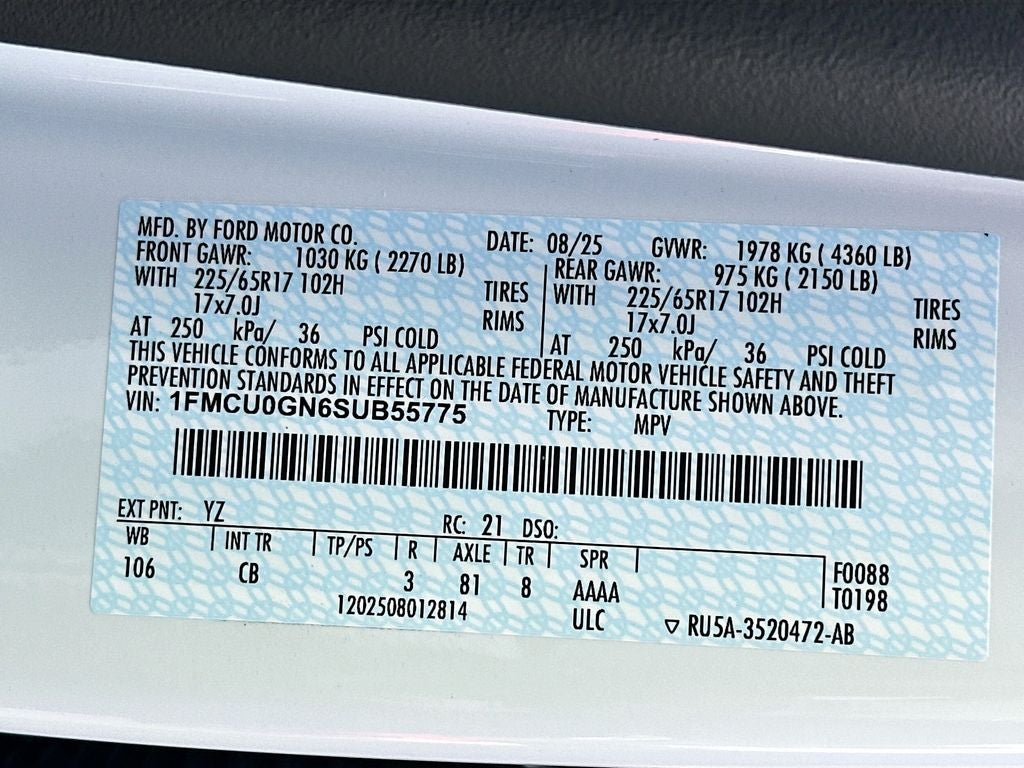 MFD. BY FORD MOTOR CO. DATE: 08/25 GVWR: 1978 KG ( 4360 LB)
FRONT GAWR: 1030 KG ( 2270 LB) REAR GAWR: 975 KG ( 2150 LB)
WITH 225/65R17 102H TIRES WITH 225/65R17 102H TIRES
17x7.0J RIMS 17x7.0J RIMS
AT 250 kPa/ 36 PSI COLD AT 250 kPa/ 36 PSI COLD
THIS VEHICLE CONFORMS TO ALL APPLICABLE FEDERAL MOTOR VEHICLE SAFETY AND THEFT
PREVENTION STANDARDS IN EFFECT ON THE DATE OF MANUFACTURE SHOWN ABOVE.
VIN: 1FMCU0GN6SUB55775 TYPE: MPV
EXT PNT: YZ RC: 21 DSO:
WB INT TR TP/PS R AXLE TR SPR F0088
106 CB 3 81 8 AAAA T0198
1202508012814 ULC ▽ RU5A-3520472-AB